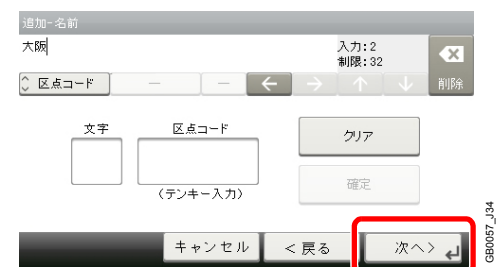 追加-名前
大阪
入力:2
制限:32
削除
区点コード
文字
区点コード
クリア
(テンキー入力)
確定
キャンセル
< 戻る
次へ>
GB0057_J34